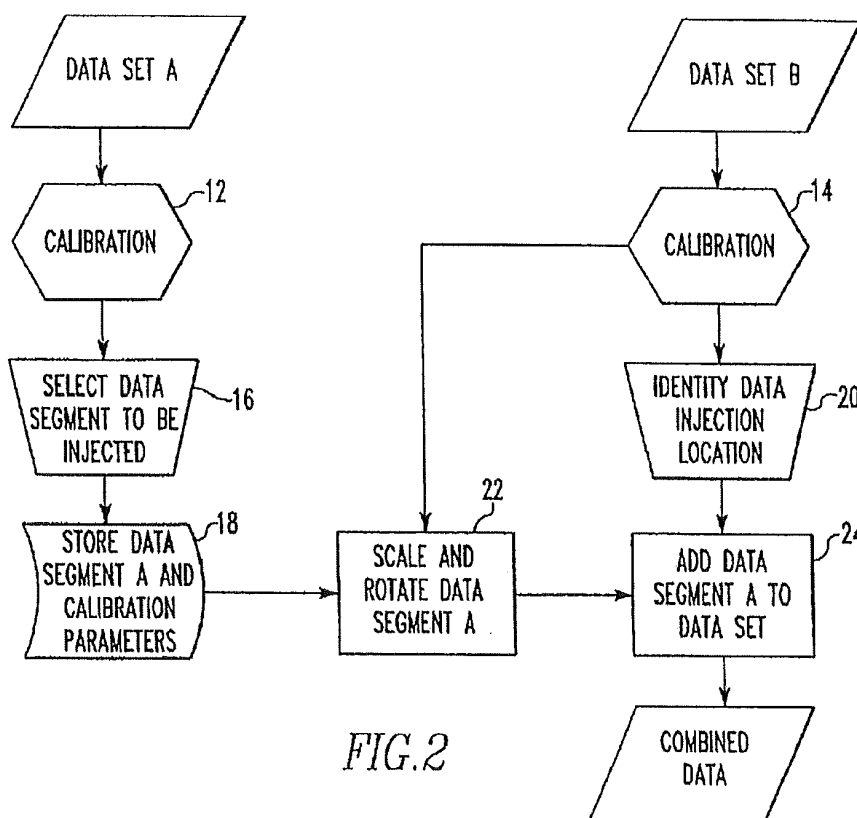 DATA SET A
12
CALIBRATION
SELECT DATA
SEGMENT TO BE
INJECTED
16
18
STORE DATA
SEGMENT A AND
CALIBRATION
PARAMETERS
22
SCALE AND
ROTATE DATA
SEGMENT A
DATA SET B
14
CALIBRATION
IDENTITY DATA
INJECTION
LOCATION
20
24
ADD DATA
SEGMENT A TO
DATA SET
COMBINED
DATA
FIG.2